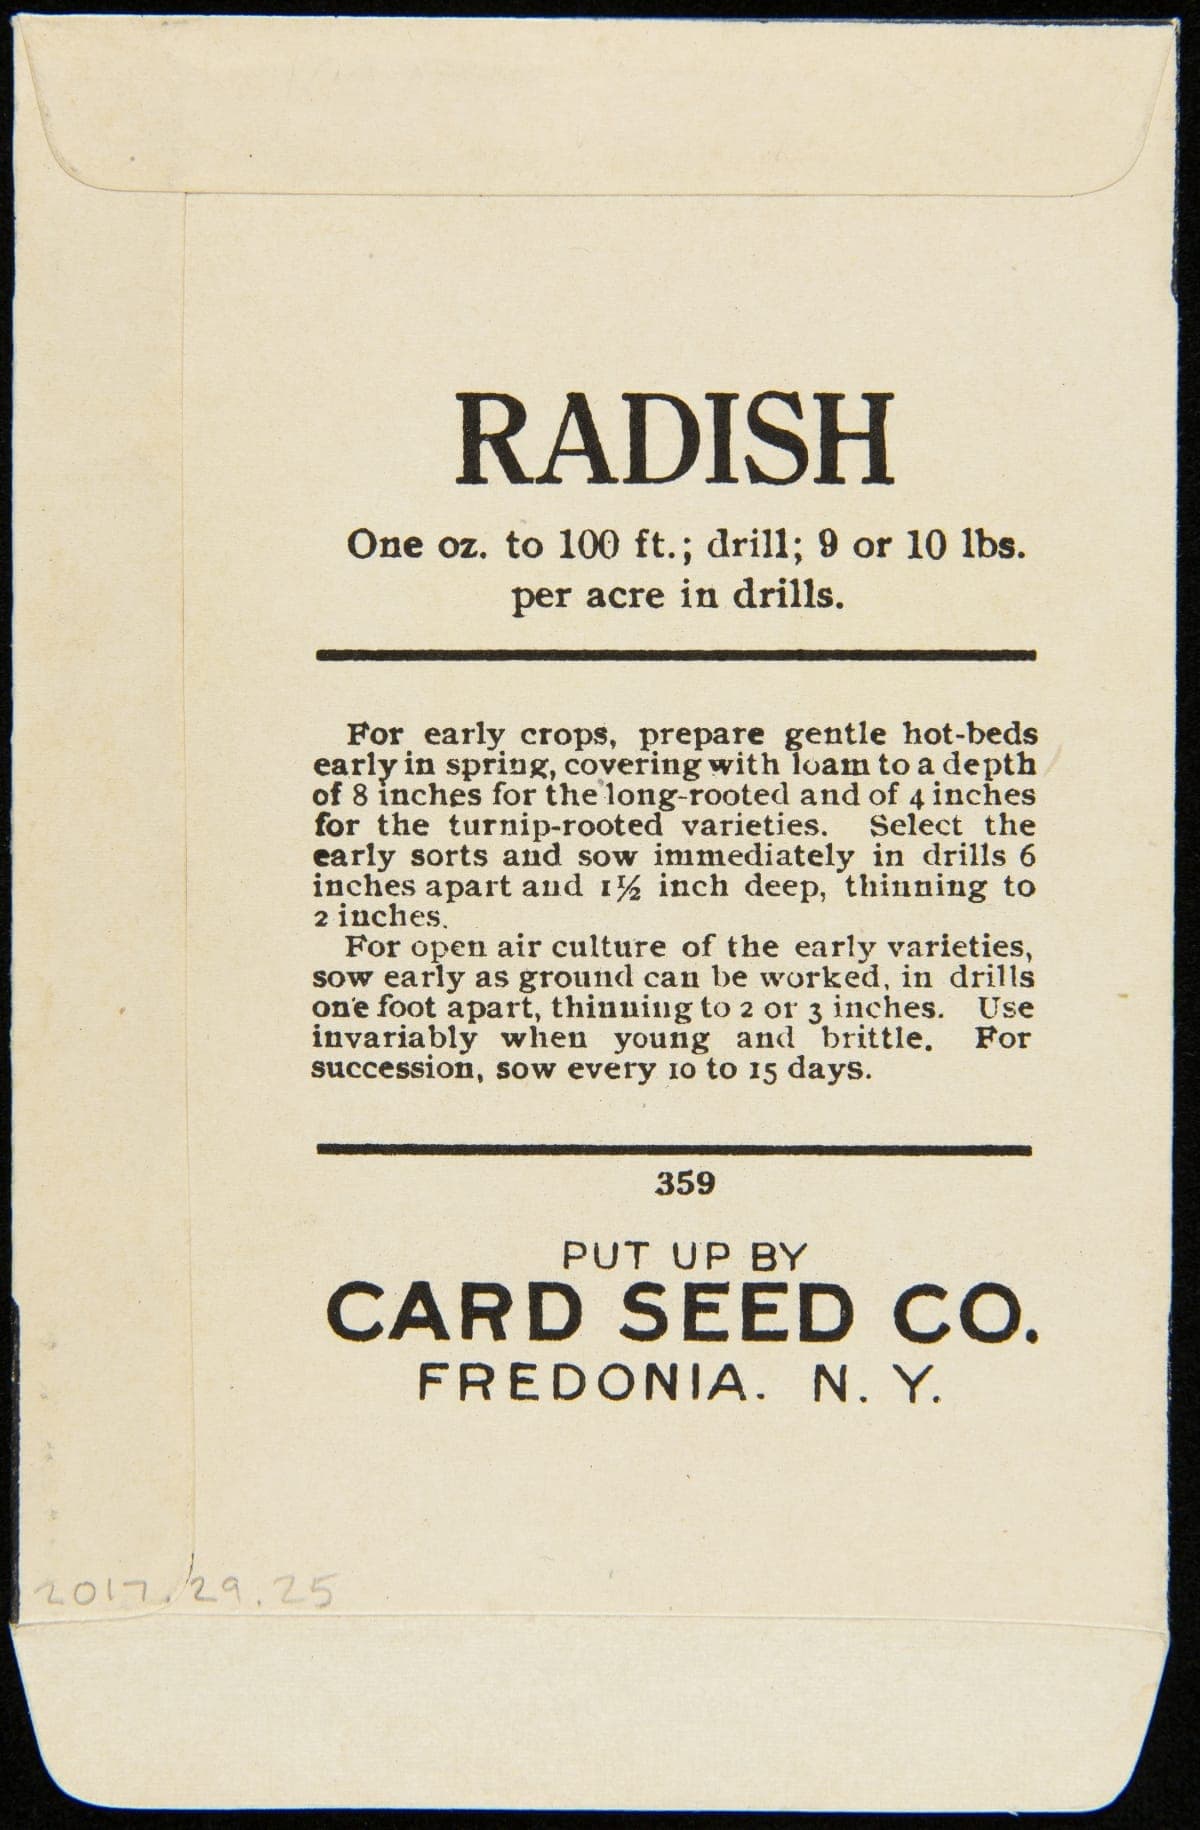 RADISH
One oz. to 100 ft.; drill; 9 or 10 lbs.
per acre in drills.
For early crops, prepare gentle hot-beds
early in spring, covering with loam to a depth
of 8 inches for the long-rooted and of 4 inches
for the turnip-rooted varieties. Select the
early sorts and sow immediately in drills 6
inches apart and 1½ inch deep, thinning to
2 inches.
For open air culture of the early varieties,
sow early as ground can be worked, in drills
one foot apart, thinning to 2 or 3 inches. Use
invariably when young and brittle. For
succession, sow every 10 to 15 days.
359
PUT UP BY
CARD SEED CO.
FREDONIA. N. Y.
2017.29.25